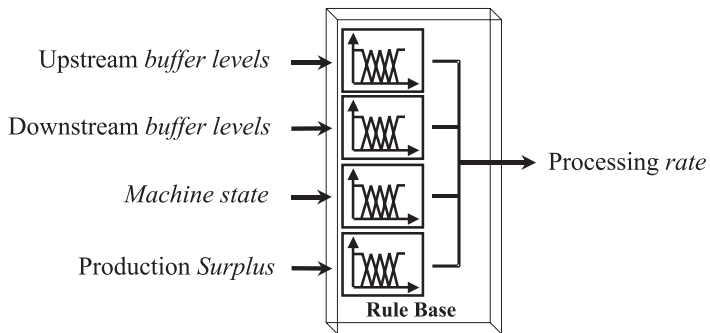 Upstream buffer levels
Downstream buffer levels
Machine state
Production Surplus
Processing rate
Rule Base